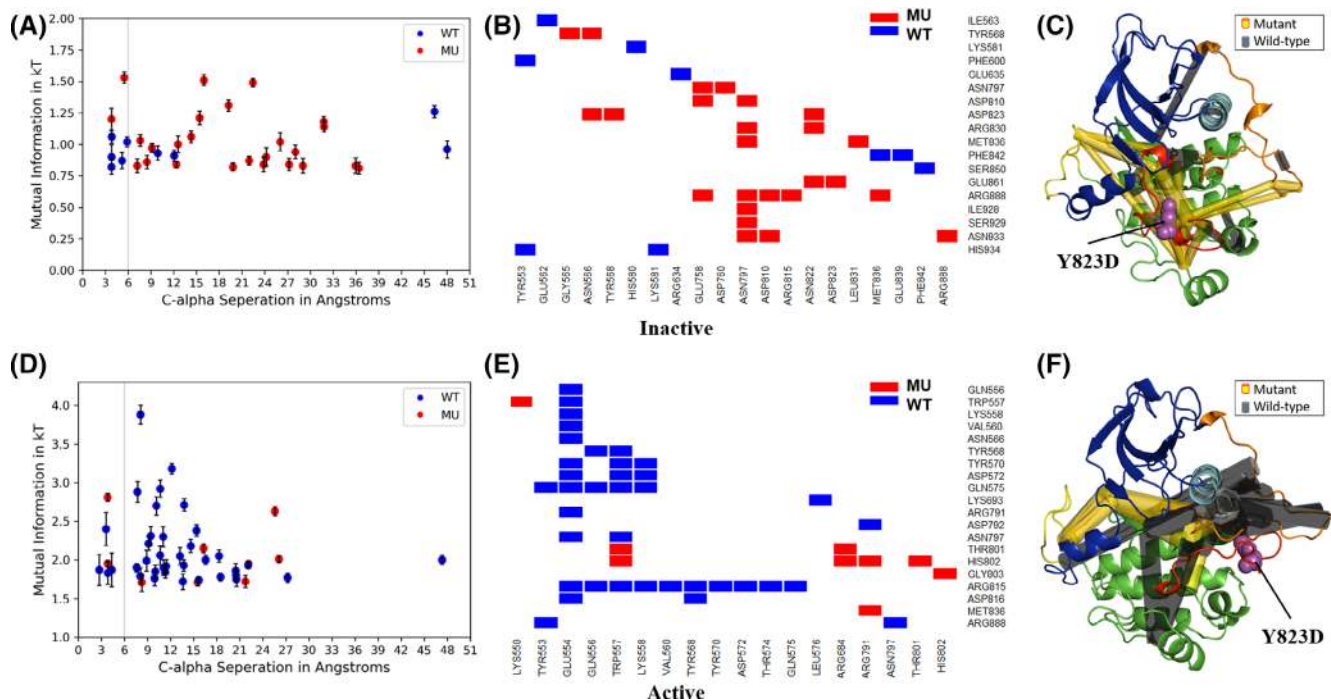 (A)
2.00
1.75
1.50
1.25
1.00
0.75
0.50
0.25
0.00
Mutual Information in kT
WT
MU
0 3 6 9 12 15 18 21 24 27 30 33 36 39 42 45 48 51
C-alpha Seperation in Angstroms
(B)
MU
WT
ILE563
TYR568
LYS581
PHE600
GLU635
ASN797
ASP810
ASP823
ARG830
MET836
PHE842
SER850
GLU861
ARG888
ILE928
SER929
ASN933
HIS934
TYR553
GLU562
GLY565
ASN566
TYR568
HIS580
LYS581
ARG634
GLU758
ASP760
ASN797
ASP810
ARG815
ASN822
ASP823
LEU831
MET836
GLU839
PHE842
ARG888
Inactive
(C)
Mutant
Wild-type
Y823D
(D)
4.0
3.5
3.0
2.5
2.0
1.5
1.0
Mutual Information in kT
WT
MU
0 3 6 9 12 15 18 21 24 27 30 33 36 39 42 45 48 51
C-alpha Seperation in Angstroms
(E)
MU
WT
GLN556
TRP557
LYS558
VAL560
ASN566
TYR568
TYR570
ASP572
GLN575
LYS693
ARG791
ASP792
ASN797
THR801
HIS802
GLY803
ARG815
ASP816
MET836
ARG888
LYS550
TYR553
GLU554
GLN556
TRP557
LYS558
VAL560
TYR568
TYR570
ASP572
THR574
GLN575
LEU576
ARG684
ARG791
ASN797
THR801
HIS802
Active
(F)
Mutant
Wild-type
Y823D